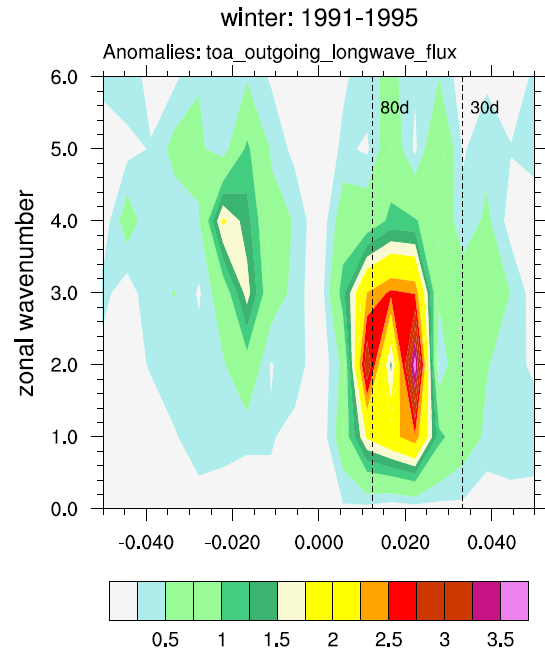 winter: 1991-1995
Anomalies: toa_outgoing_longwave_flux
6.0
80d 30d
5.0
4.0
zonal wavenumber
3.0
2.0
1.0
0.0
-0.040 -0.020 0.000 0.020 0.040
0.5 1 1.5 2 2.5 3 3.5